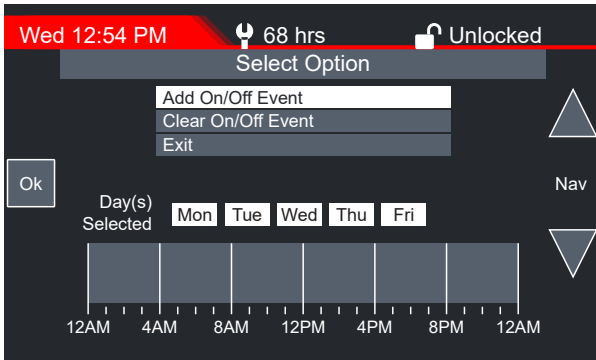 Wed 12:54 PM 68 hrs Unlocked
Select Option
Add On/Off Event
Clear On/Off Event
Exit
Ok
Nav
Day(s)
Selected
Mon Tue Wed Thu Fri
12AM 4AM 8AM 12PM 4PM 8PM 12AM